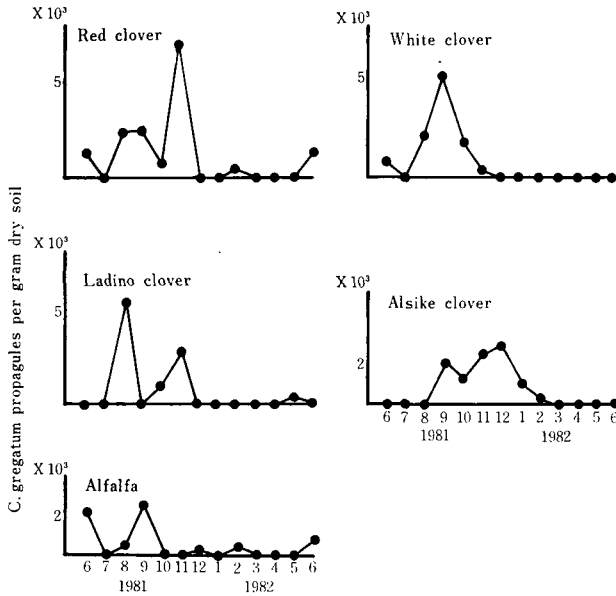 X 10³
Red clover
5
X 10³
White clover
5
X 10³
Ladino clover
5
X 10³
Alsike clover
2
6 7 8 9 10 11 12 1 2 3 4 5 6
1981 1982
X 10³
Alfalfa
2
6 7 8 9 10 11 12 1 2 3 4 5 6
1981 1982
C. gregatum propagules per gram dry soil